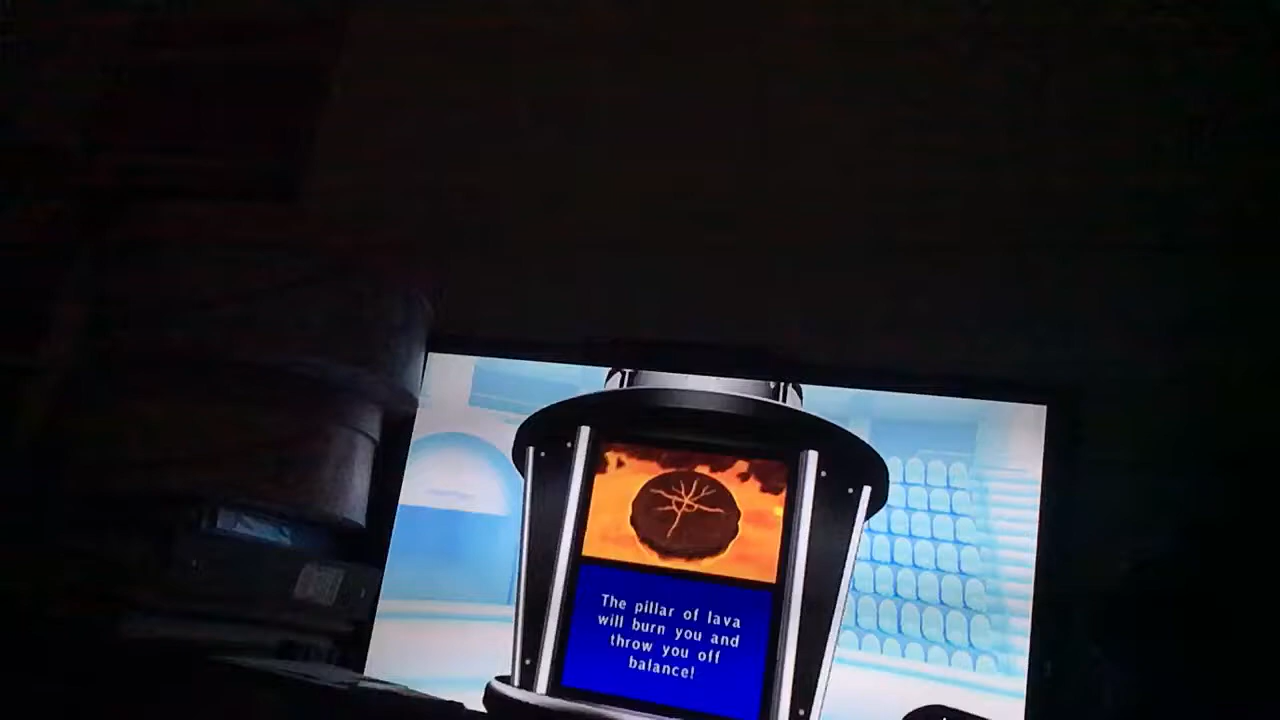 The pillar of lava
will burn you and
throw you off
balance!